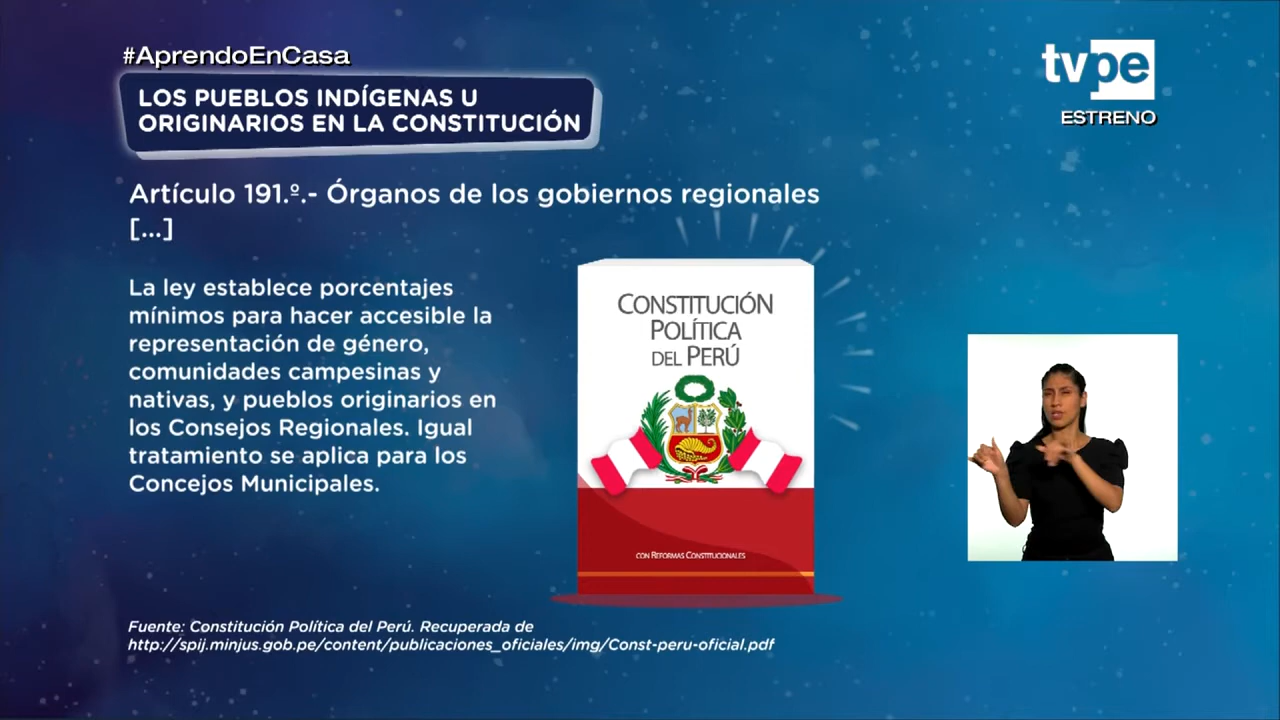 #AprendoEnCasa
LOS PUEBLOS INDÍGENAS U
ORIGINARIOS EN LA CONSTITUCIÓN
tvpe
ESTRENO
Artículo 191.º.- Órganos de los gobiernos regionales
[...]
La ley establece porcentajes
mínimos para hacer accesible la
representación de género,
comunidades campesinas y
nativas, y pueblos originarios en
los Consejos Regionales. Igual
tratamiento se aplica para los
Concejos Municipales.
CONSTITUCIÓN
POLÍTICA
DEL PERÚ
CON REFORMAS CONSTITUCIONALES
Fuente: Constitución Política del Perú. Recuperada de
http://spij.minjus.gob.pe/content/publicaciones_oficiales/img/Const-peru-oficial.pdf